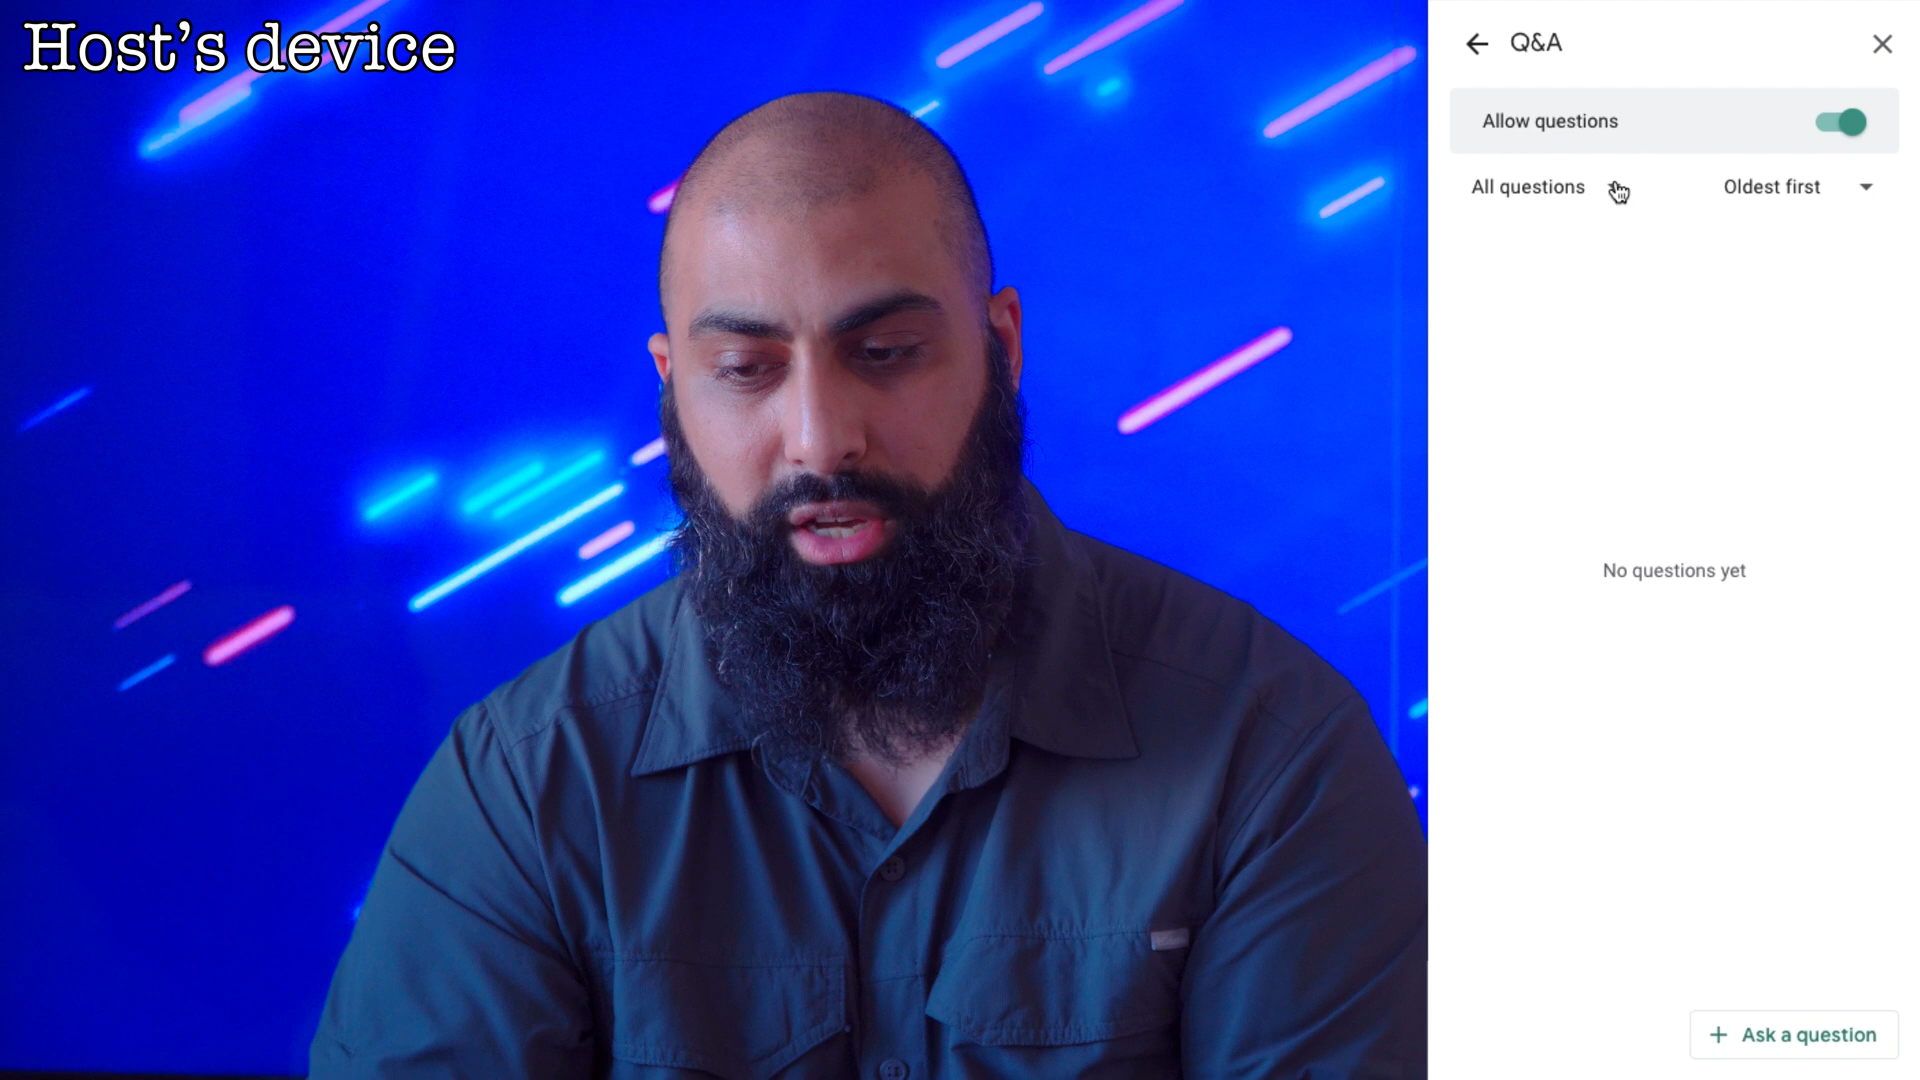 Host's device
Q&A
Allow questions
All questions
Oldest first
No questions yet
+ Ask a question